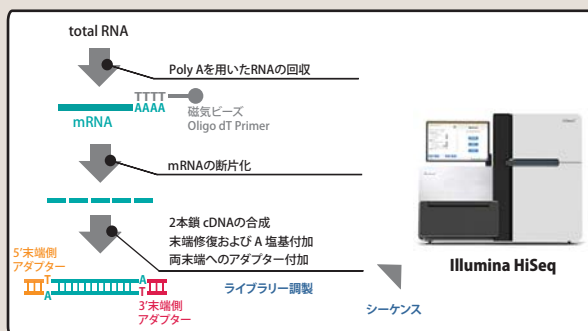 total RNA
Poly Aを用いたRNAの回収
TTTT
AAAA
mRNA
磁気ビーズ
Oligo dT Primer
mRNAの断片化
2本鎖 cDNAの合成
末端修復および A 塩基付加
両末端へのアダプター付加
5’末端側
アダプター
T
A
A
T
3’末端側
アダプター
ライブラリー調製
シーケンス
Illumina HiSeq